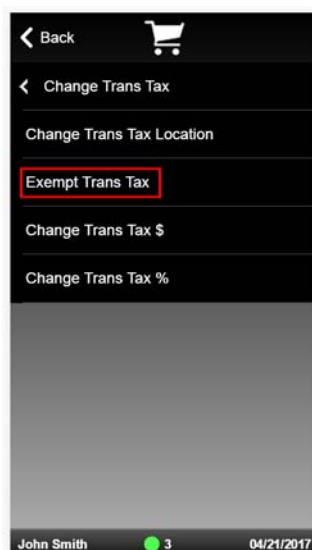 Back
Change Trans Tax
Change Trans Tax Location
Exempt Trans Tax
Change Trans Tax $
Change Trans Tax %
John Smith 3 04/21/2017